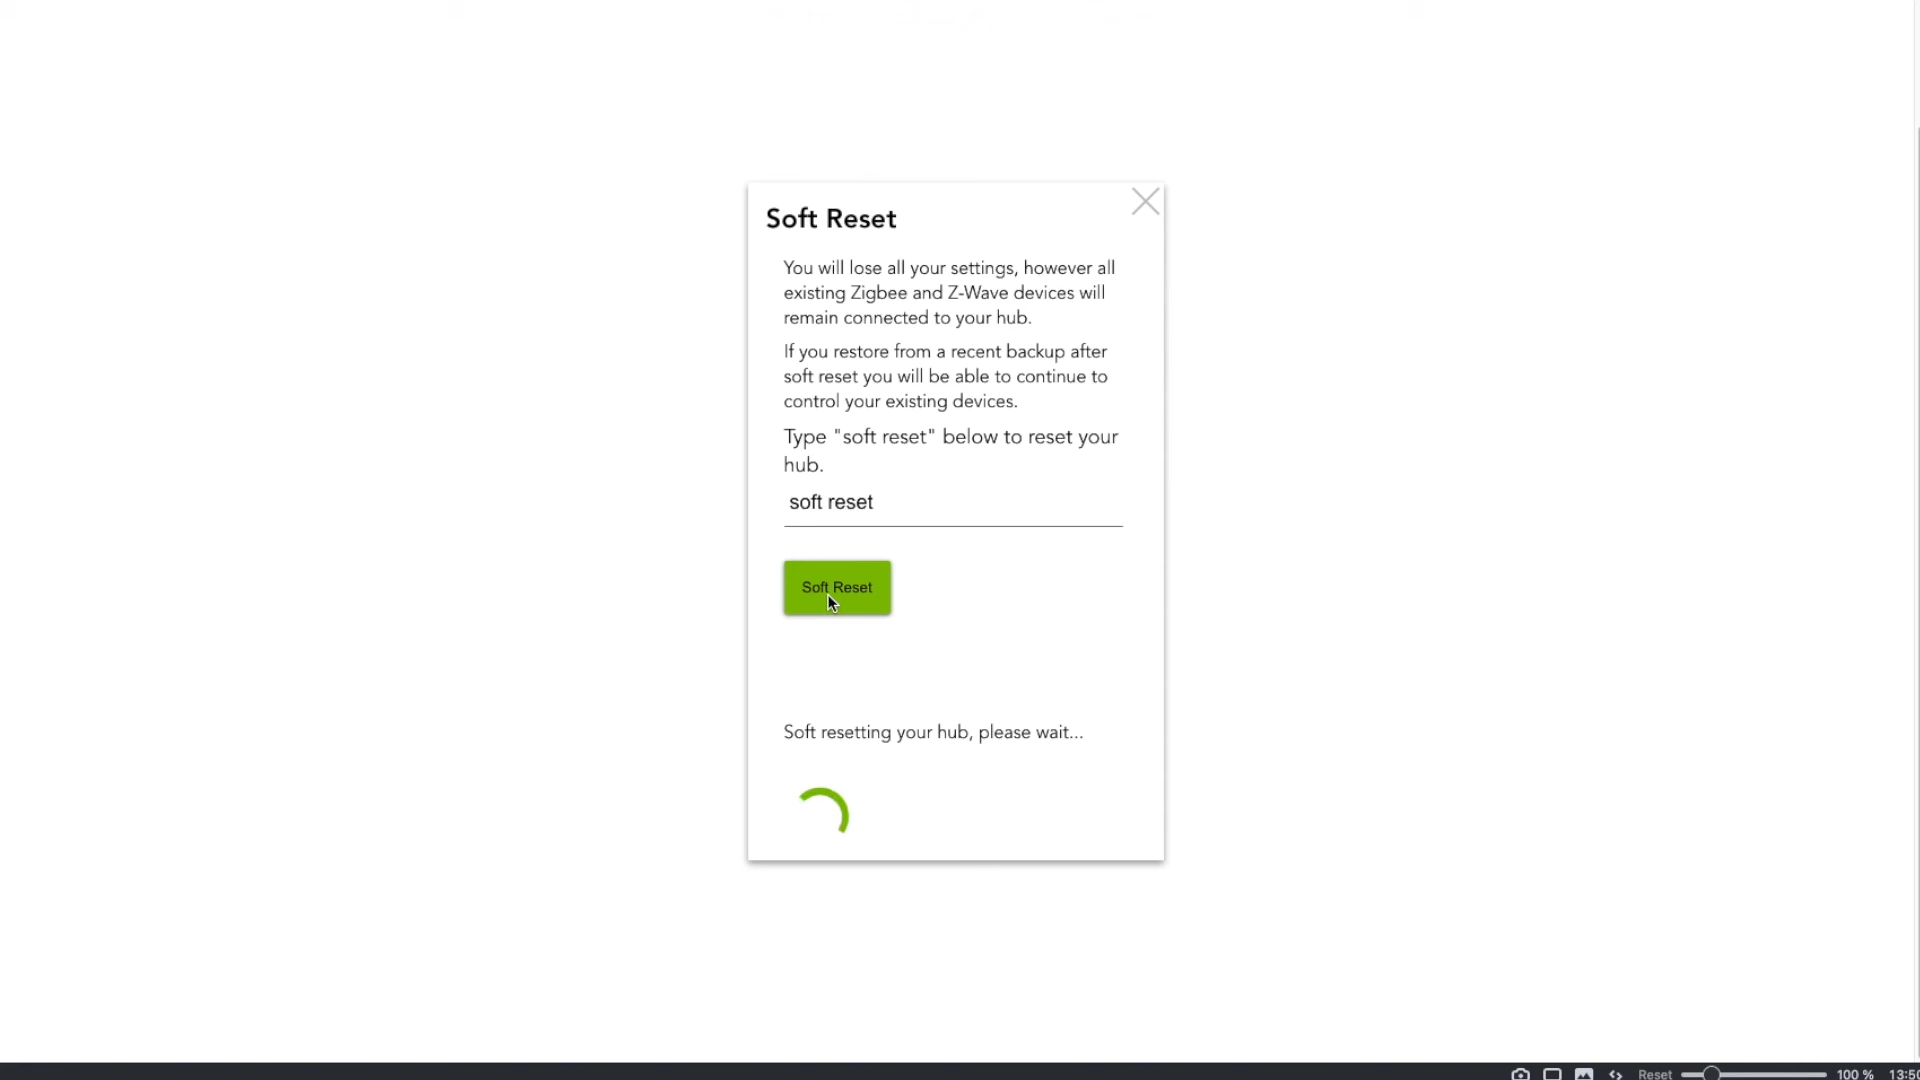 Soft Reset
You will lose all your settings, however all
existing Zigbee and Z-Wave devices will
remain connected to your hub.
If you restore from a recent backup after
soft reset you will be able to continue to
control your existing devices.
Type "soft reset" below to reset your
hub.
soft reset
Soft Reset
Soft resetting your hub, please wait...
Reset 100 % 13:50